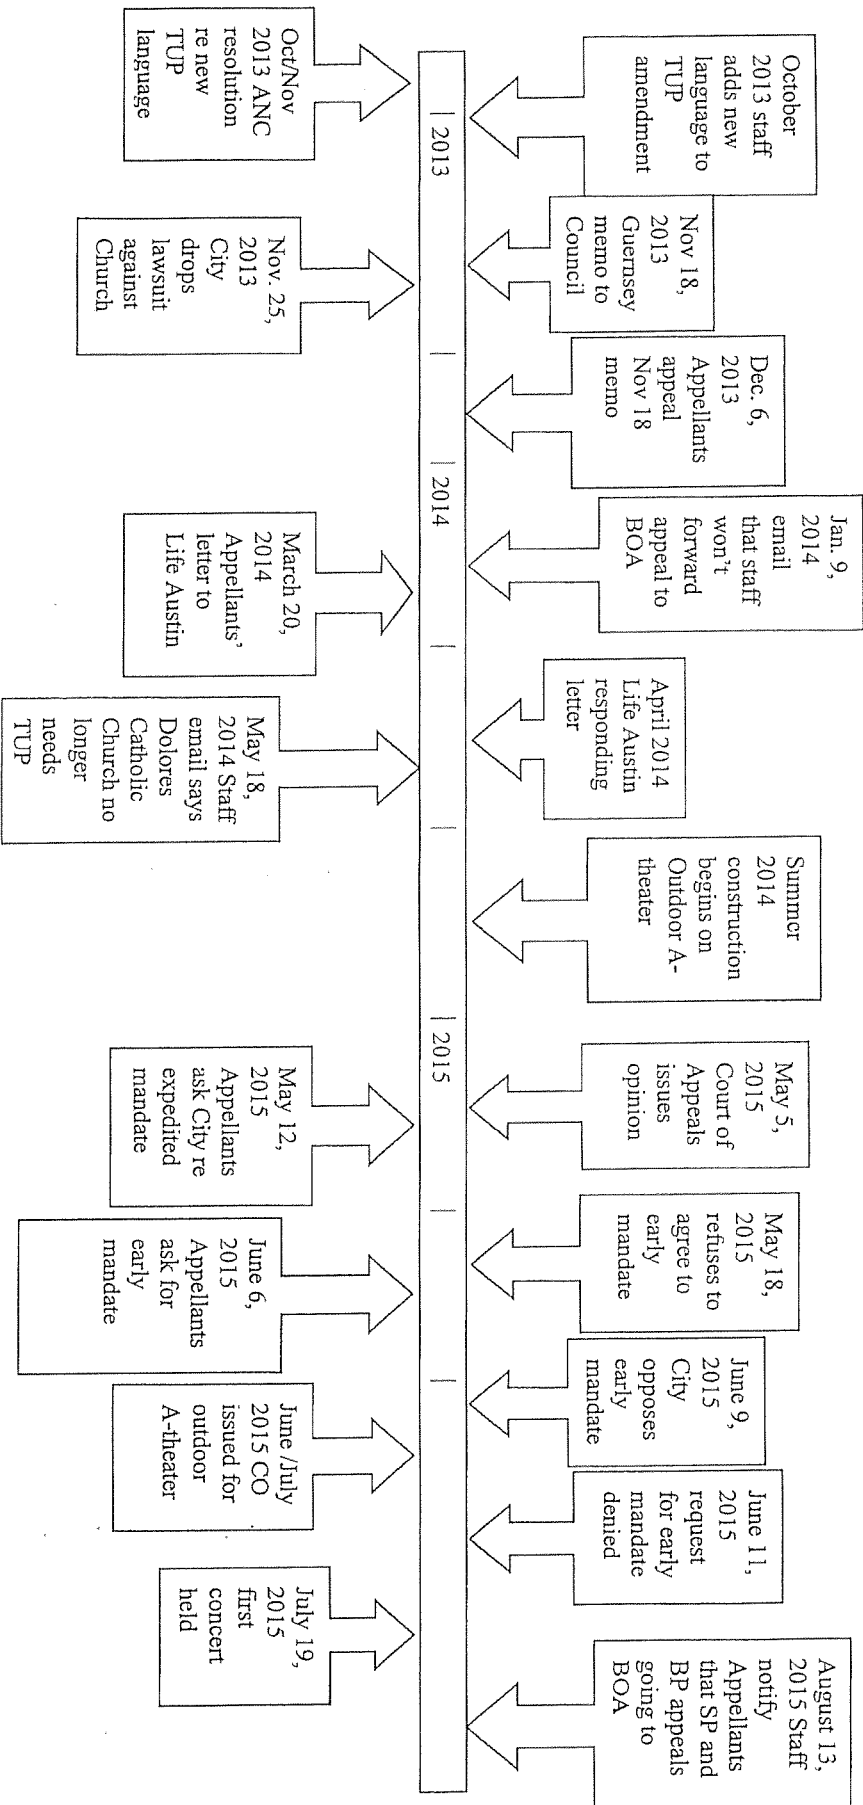 October
2013 staff
adds new
language to
TUP
amendment
Nov 18,
2013
Guernsey
memo to
Council
Dec. 6,
2013
Appellants
appeal
Nov 18
memo
Jan. 9,
2014
email
that staff
won't
forward
appeal to
BOA
April 2014
Life Austin
responding
letter
Summer
2014
construction
begins on
Outdoor A-
theater
May 5,
2015
Court of
Appeals
issues
opinion
May 18,
2015
refuses to
agree to
early
mandate
June 9,
2015
City
opposes
early
mandate
June 11,
2015
request
for early
mandate
denied
August 13,
2015 Staff
notify
Appellants
that SP and
BP appeals
going to
BOA
| 2013 | | 2014 | | | 2015 | |
Oct/Nov
2013 ANC
resolution
re new
TUP
language
Nov. 25,
2013
City
drops
lawsuit
against
Church
March 20,
2014
Appellants'
letter to
Life Austin
May 18,
2014 Staff
email says
Dolores
Catholic
Church no
longer
needs
TUP
May 12,
2015
Appellants
ask City re
expedited
mandate
June 6,
2015
Appellants
ask for
early
mandate
June /July
2015 CO
issued for
outdoor
A-theater
July 19,
2015
first
concert
held